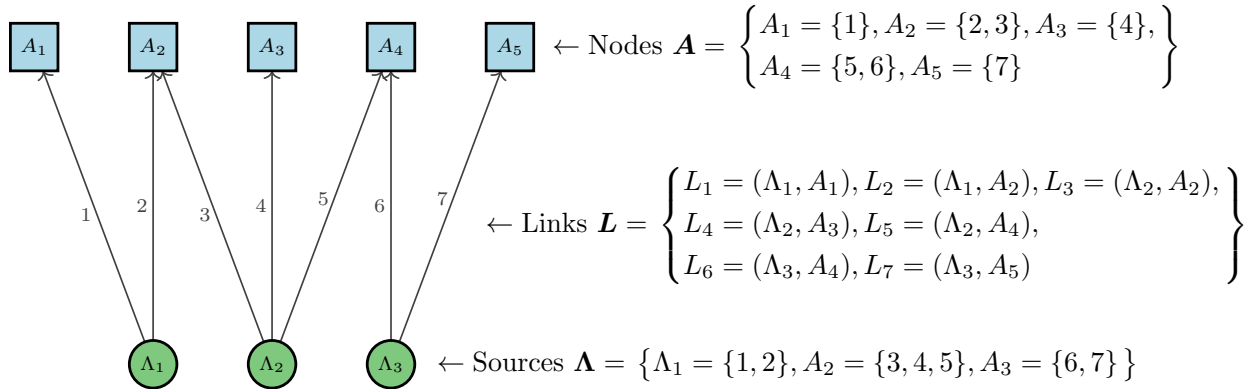 A₁ A₂ A₃ A₄ A₅ ← Nodes 𝑨 = { A₁ = {1}, A₂ = {2, 3}, A₃ = {4},
A₄ = {5, 6}, A₅ = {7} }
1 2 3 4 5 6 7 ← Links 𝑳 = { L₁ = (Λ₁, A₁), L₂ = (Λ₁, A₂), L₃ = (Λ₂, A₂),
L₄ = (Λ₂, A₃), L₅ = (Λ₂, A₄),
L₆ = (Λ₃, A₄), L₇ = (Λ₃, A₅) }
Λ₁ Λ₂ Λ₃ ← Sources 𝚲 = { Λ₁ = {1, 2}, A₂ = {3, 4, 5}, A₃ = {6, 7} }